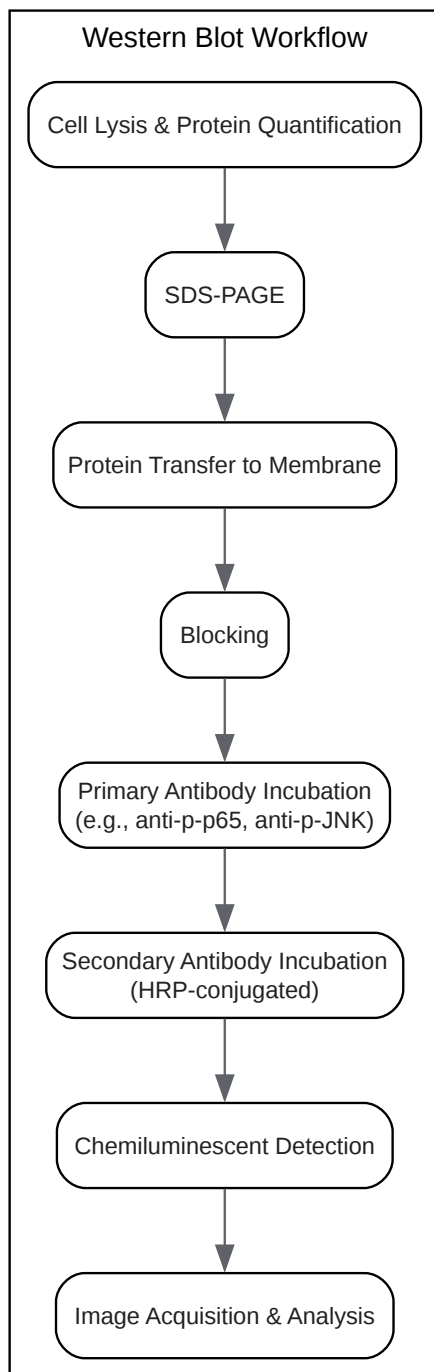 Western Blot Workflow
Cell Lysis & Protein Quantification
SDS-PAGE
Protein Transfer to Membrane
Blocking
Primary Antibody Incubation
(e.g., anti-p-p65, anti-p-JNK)
Secondary Antibody Incubation
(HRP-conjugated)
Chemiluminescent Detection
Image Acquisition & Analysis